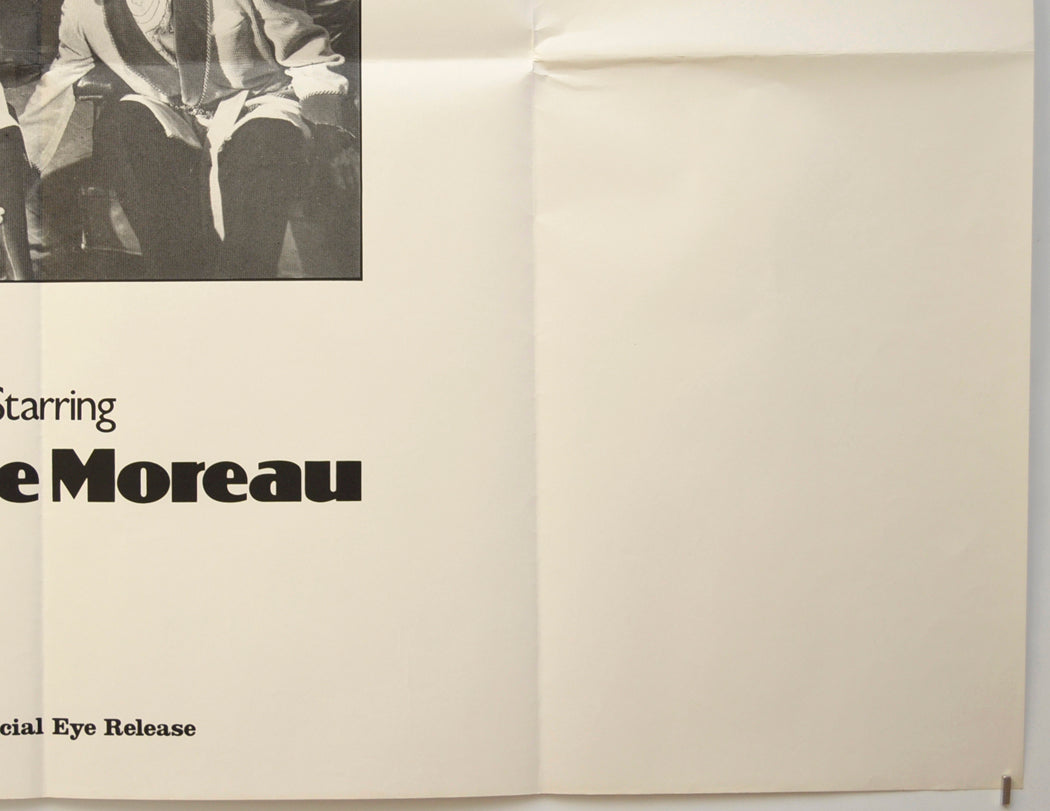 Starring
e Moreau
cial Eye Release